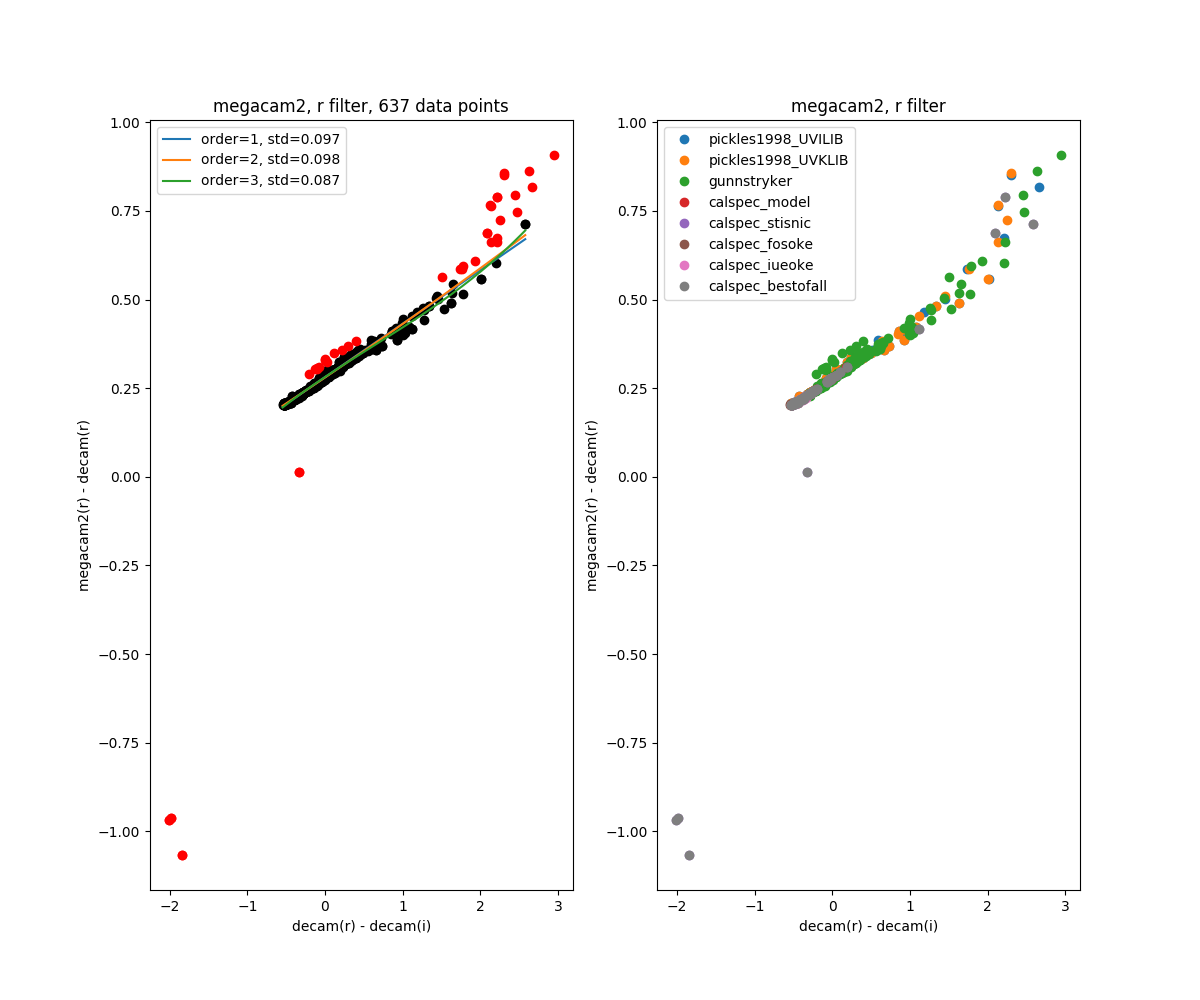 megacam2, r filter, 637 data points
order=1, std=0.097
order=2, std=0.098
order=3, std=0.087
1.00
0.75
0.50
0.25
0.00
−0.25
−0.50
−0.75
−1.00
megacam2(r) - decam(r)
−2 −1 0 1 2 3
decam(r) - decam(i)
megacam2, r filter
pickles1998_UVILIB
pickles1998_UVKLIB
gunnstryker
calspec_model
calspec_stisnic
calspec_fosoke
calspec_iueoke
calspec_bestofall
1.00
0.75
0.50
0.25
0.00
−0.25
−0.50
−0.75
−1.00
megacam2(r) - decam(r)
−2 −1 0 1 2 3
decam(r) - decam(i)